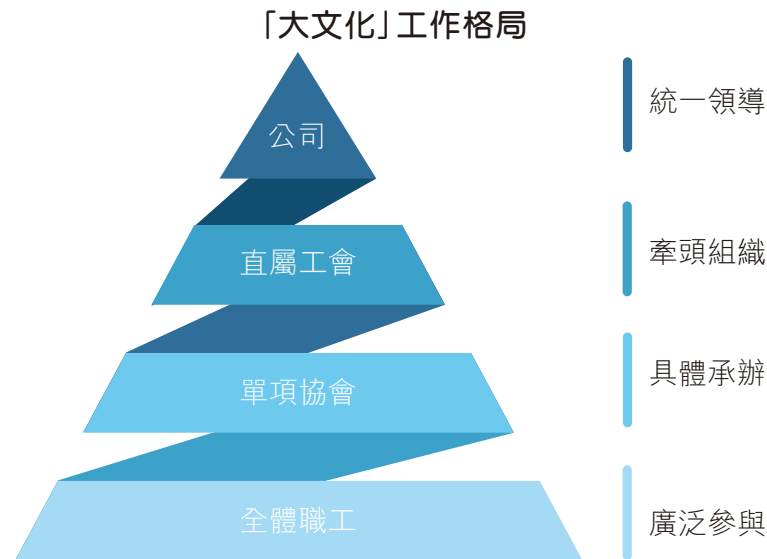 「大文化」工作格局
公司
統一領導
直屬工會
牽頭組織
單項協會
具體承辦
全體職工
廣泛參與